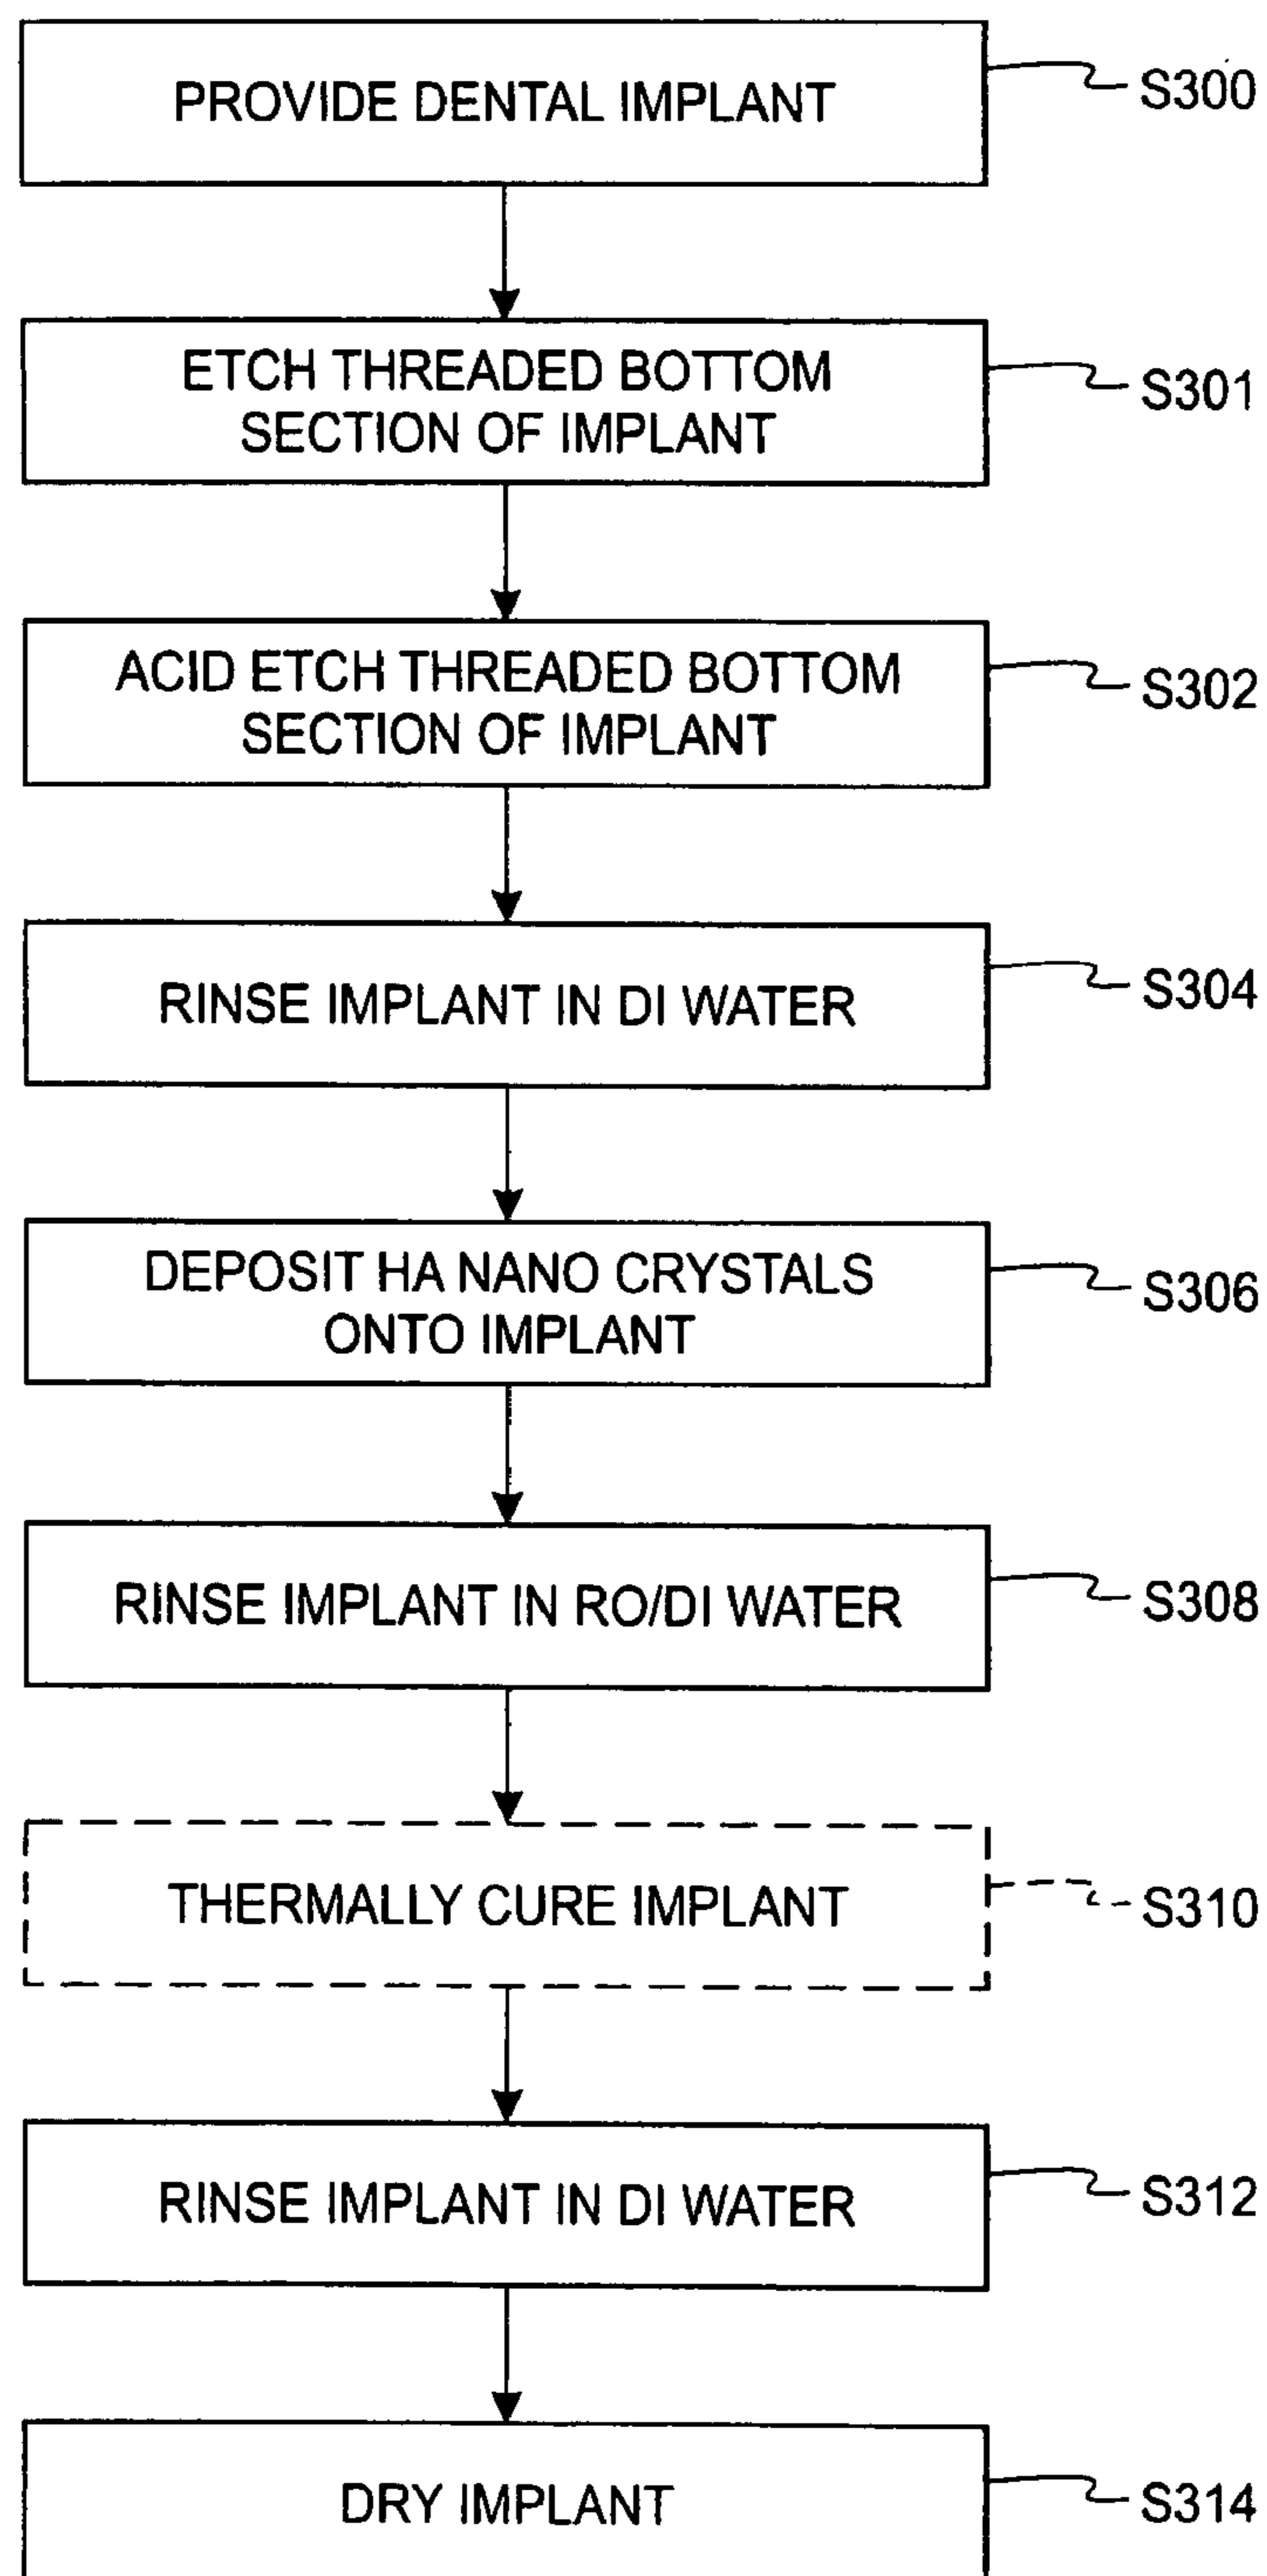 PROVIDE DENTAL IMPLANT
S300
ETCH THREADED BOTTOM
SECTION OF IMPLANT
S301
ACID ETCH THREADED BOTTOM
SECTION OF IMPLANT
S302
RINSE IMPLANT IN DI WATER
S304
DEPOSIT HA NANO CRYSTALS
ONTO IMPLANT
S306
RINSE IMPLANT IN RO/DI WATER
S308
THERMALLY CURE IMPLANT
S310
RINSE IMPLANT IN DI WATER
S312
DRY IMPLANT
S314